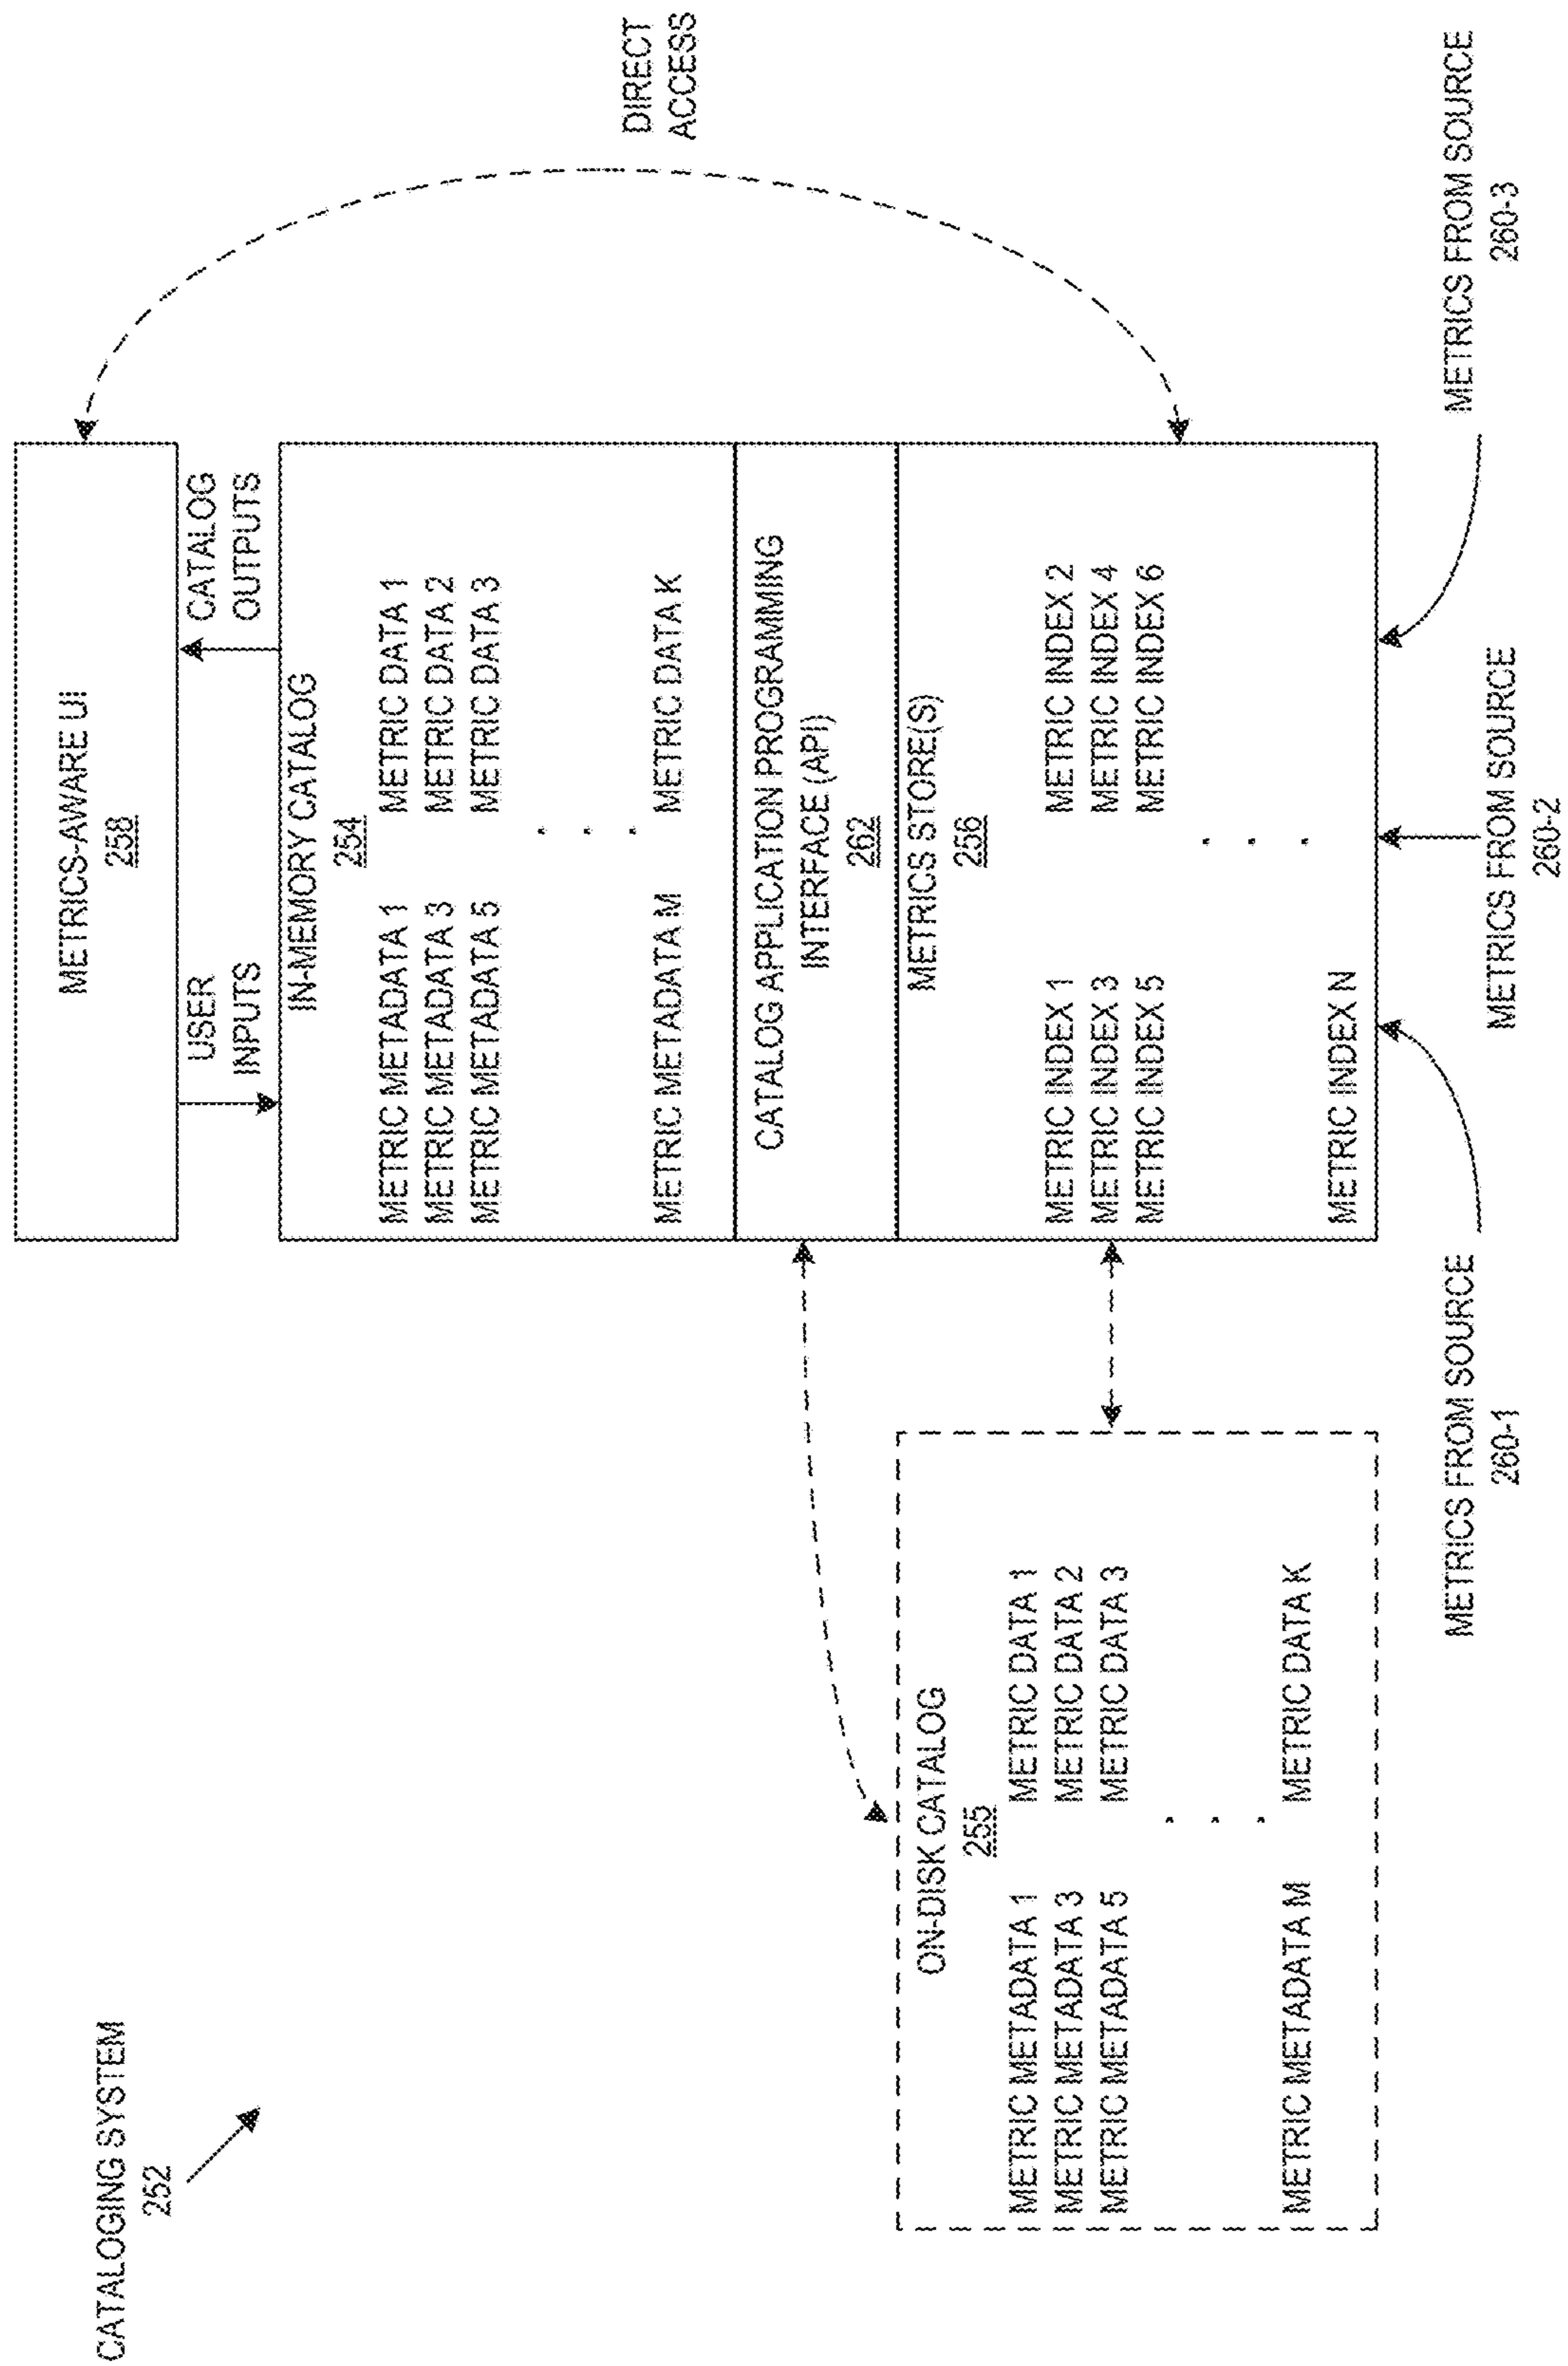 CATALOGING SYSTEM
252
METRICS-AWARE UI
258
USER
INPUTS
CATALOG
OUTPUTS
IN-MEMORY CATALOG
254
METRIC METADATA 1 METRIC DATA 1
METRIC METADATA 3 METRIC DATA 2
METRIC METADATA 5 METRIC DATA 3
. . .
METRIC METADATA M METRIC DATA K
DIRECT
ACCESS
CATALOG APPLICATION PROGRAMMING
INTERFACE (API)
262
METRICS STORE(S)
256
METRIC INDEX 1 METRIC INDEX 2
METRIC INDEX 3 METRIC INDEX 4
METRIC INDEX 5 METRIC INDEX 6
. . .
METRIC INDEX N
ON-DISK CATALOG
255
METRIC METADATA 1 METRIC DATA 1
METRIC METADATA 3 METRIC DATA 2
METRIC METADATA 5 METRIC DATA 3
. . .
METRIC METADATA M METRIC DATA K
METRICS FROM SOURCE
260-1
METRICS FROM SOURCE
260-2
METRICS FROM SOURCE
260-3